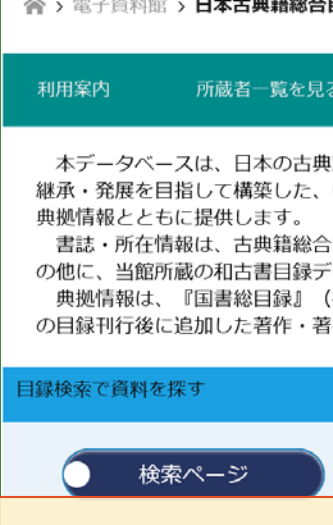 > 電子資料館 > 日本古典籍総合目
利用案内 所蔵者一覧を見る
本データベースは、日本の古典
継承・発展を目指して構築した、
典拠情報とともに提供します。
書誌・所在情報は、古典籍総合
の他に、当館所蔵の和古書目録デ
典拠情報は、『国書総目録』（
の目録刊行後に追加した著作・著
目録検索で資料を探す
検索ページ